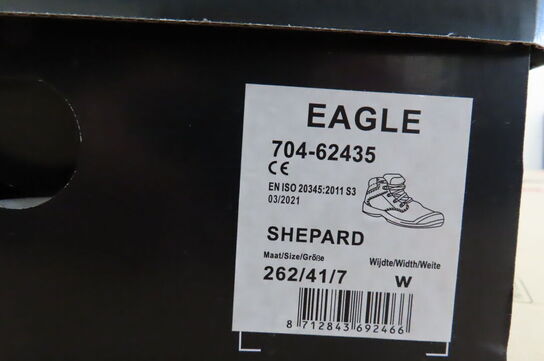 EAGLE
704-62435
CE
EN ISO 20345:2011 S3
03/2021
SHEPARD
Maat/Size/Größe Wijdte/Width/Weite
262/41/7 W
8 712843 692466